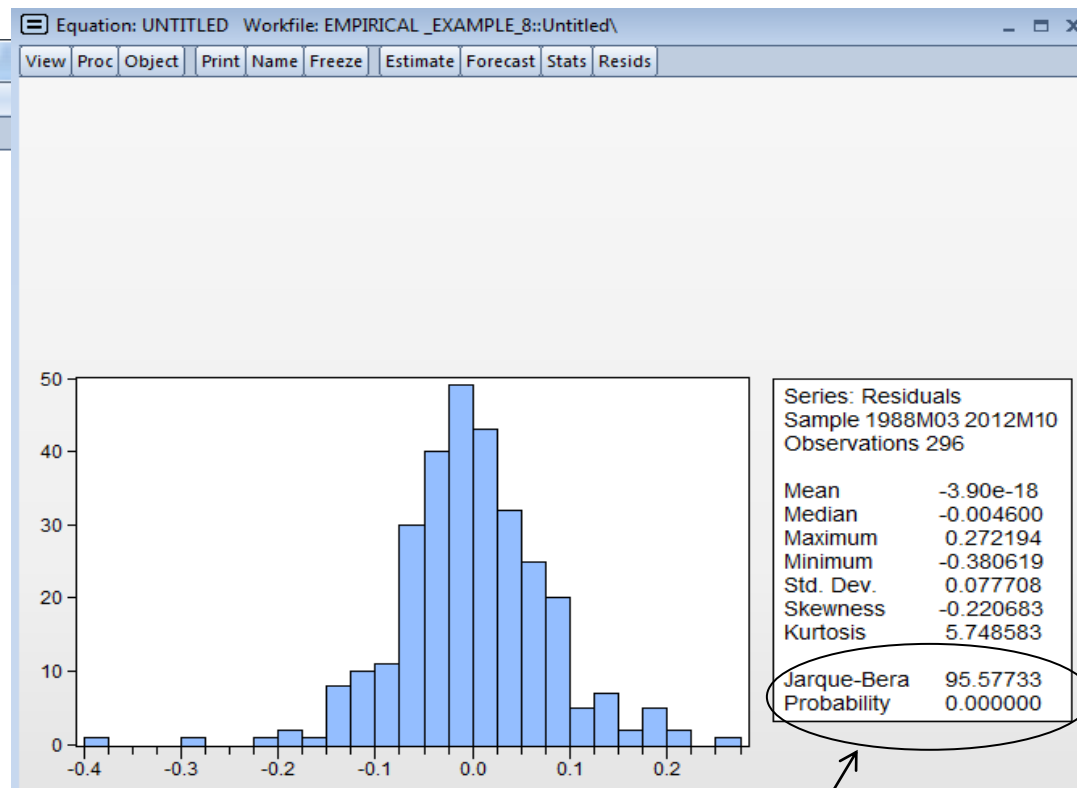 Equation: UNTITLED Workfile: EMPIRICAL _EXAMPLE_8::Untitled\
View Proc Object Print Name Freeze Estimate Forecast Stats Resids
50
40
30
20
10
0
-0.4 -0.3 -0.2 -0.1 0.0 0.1 0.2
Series: Residuals
Sample 1988M03 2012M10
Observations 296
Mean -3.90e-18
Median -0.004600
Maximum 0.272194
Minimum -0.380619
Std. Dev. 0.077708
Skewness -0.220683
Kurtosis 5.748583
Jarque-Bera 95.57733
Probability 0.000000